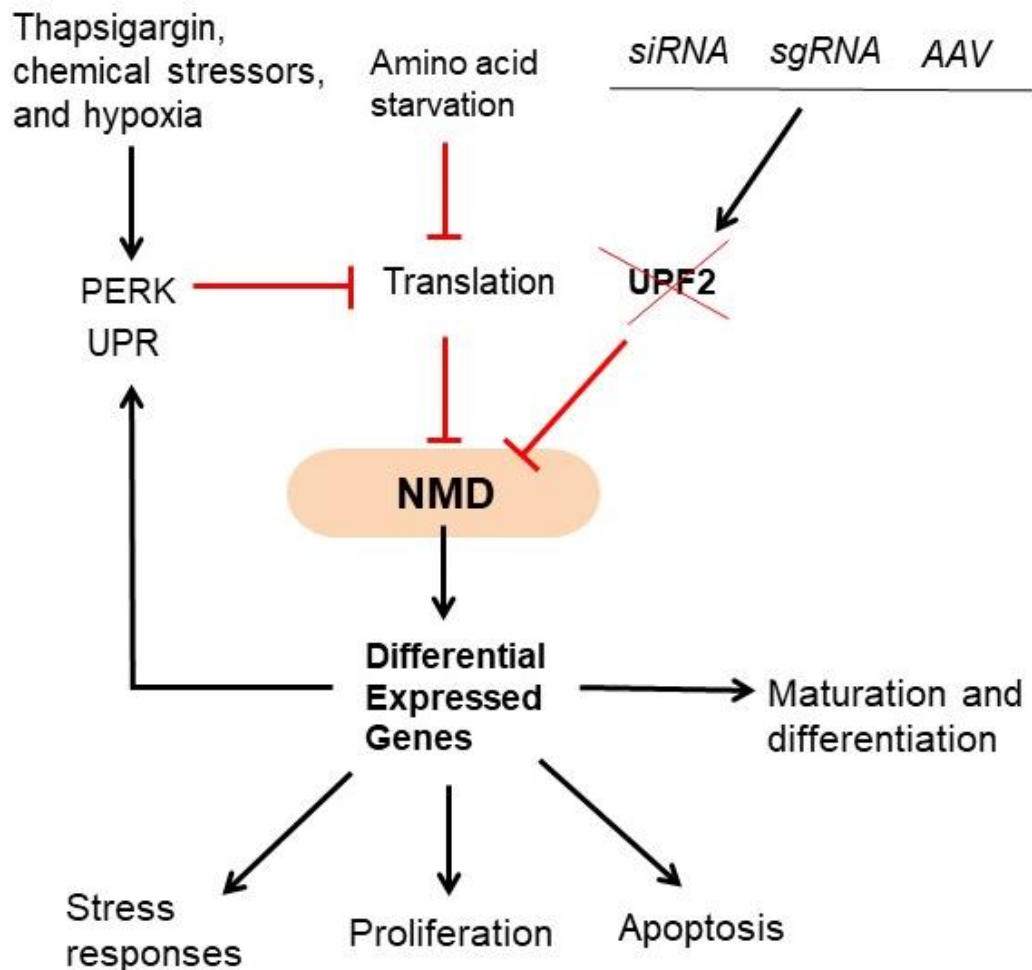 Thapsigargin,
chemical stressors,
and hypoxia
Amino acid
starvation
siRNA sgRNA AAV
PERK
UPR
Translation
UPF2
NMD
Differential
Expressed
Genes
Maturation and
differentiation
Stress
responses
Proliferation
Apoptosis